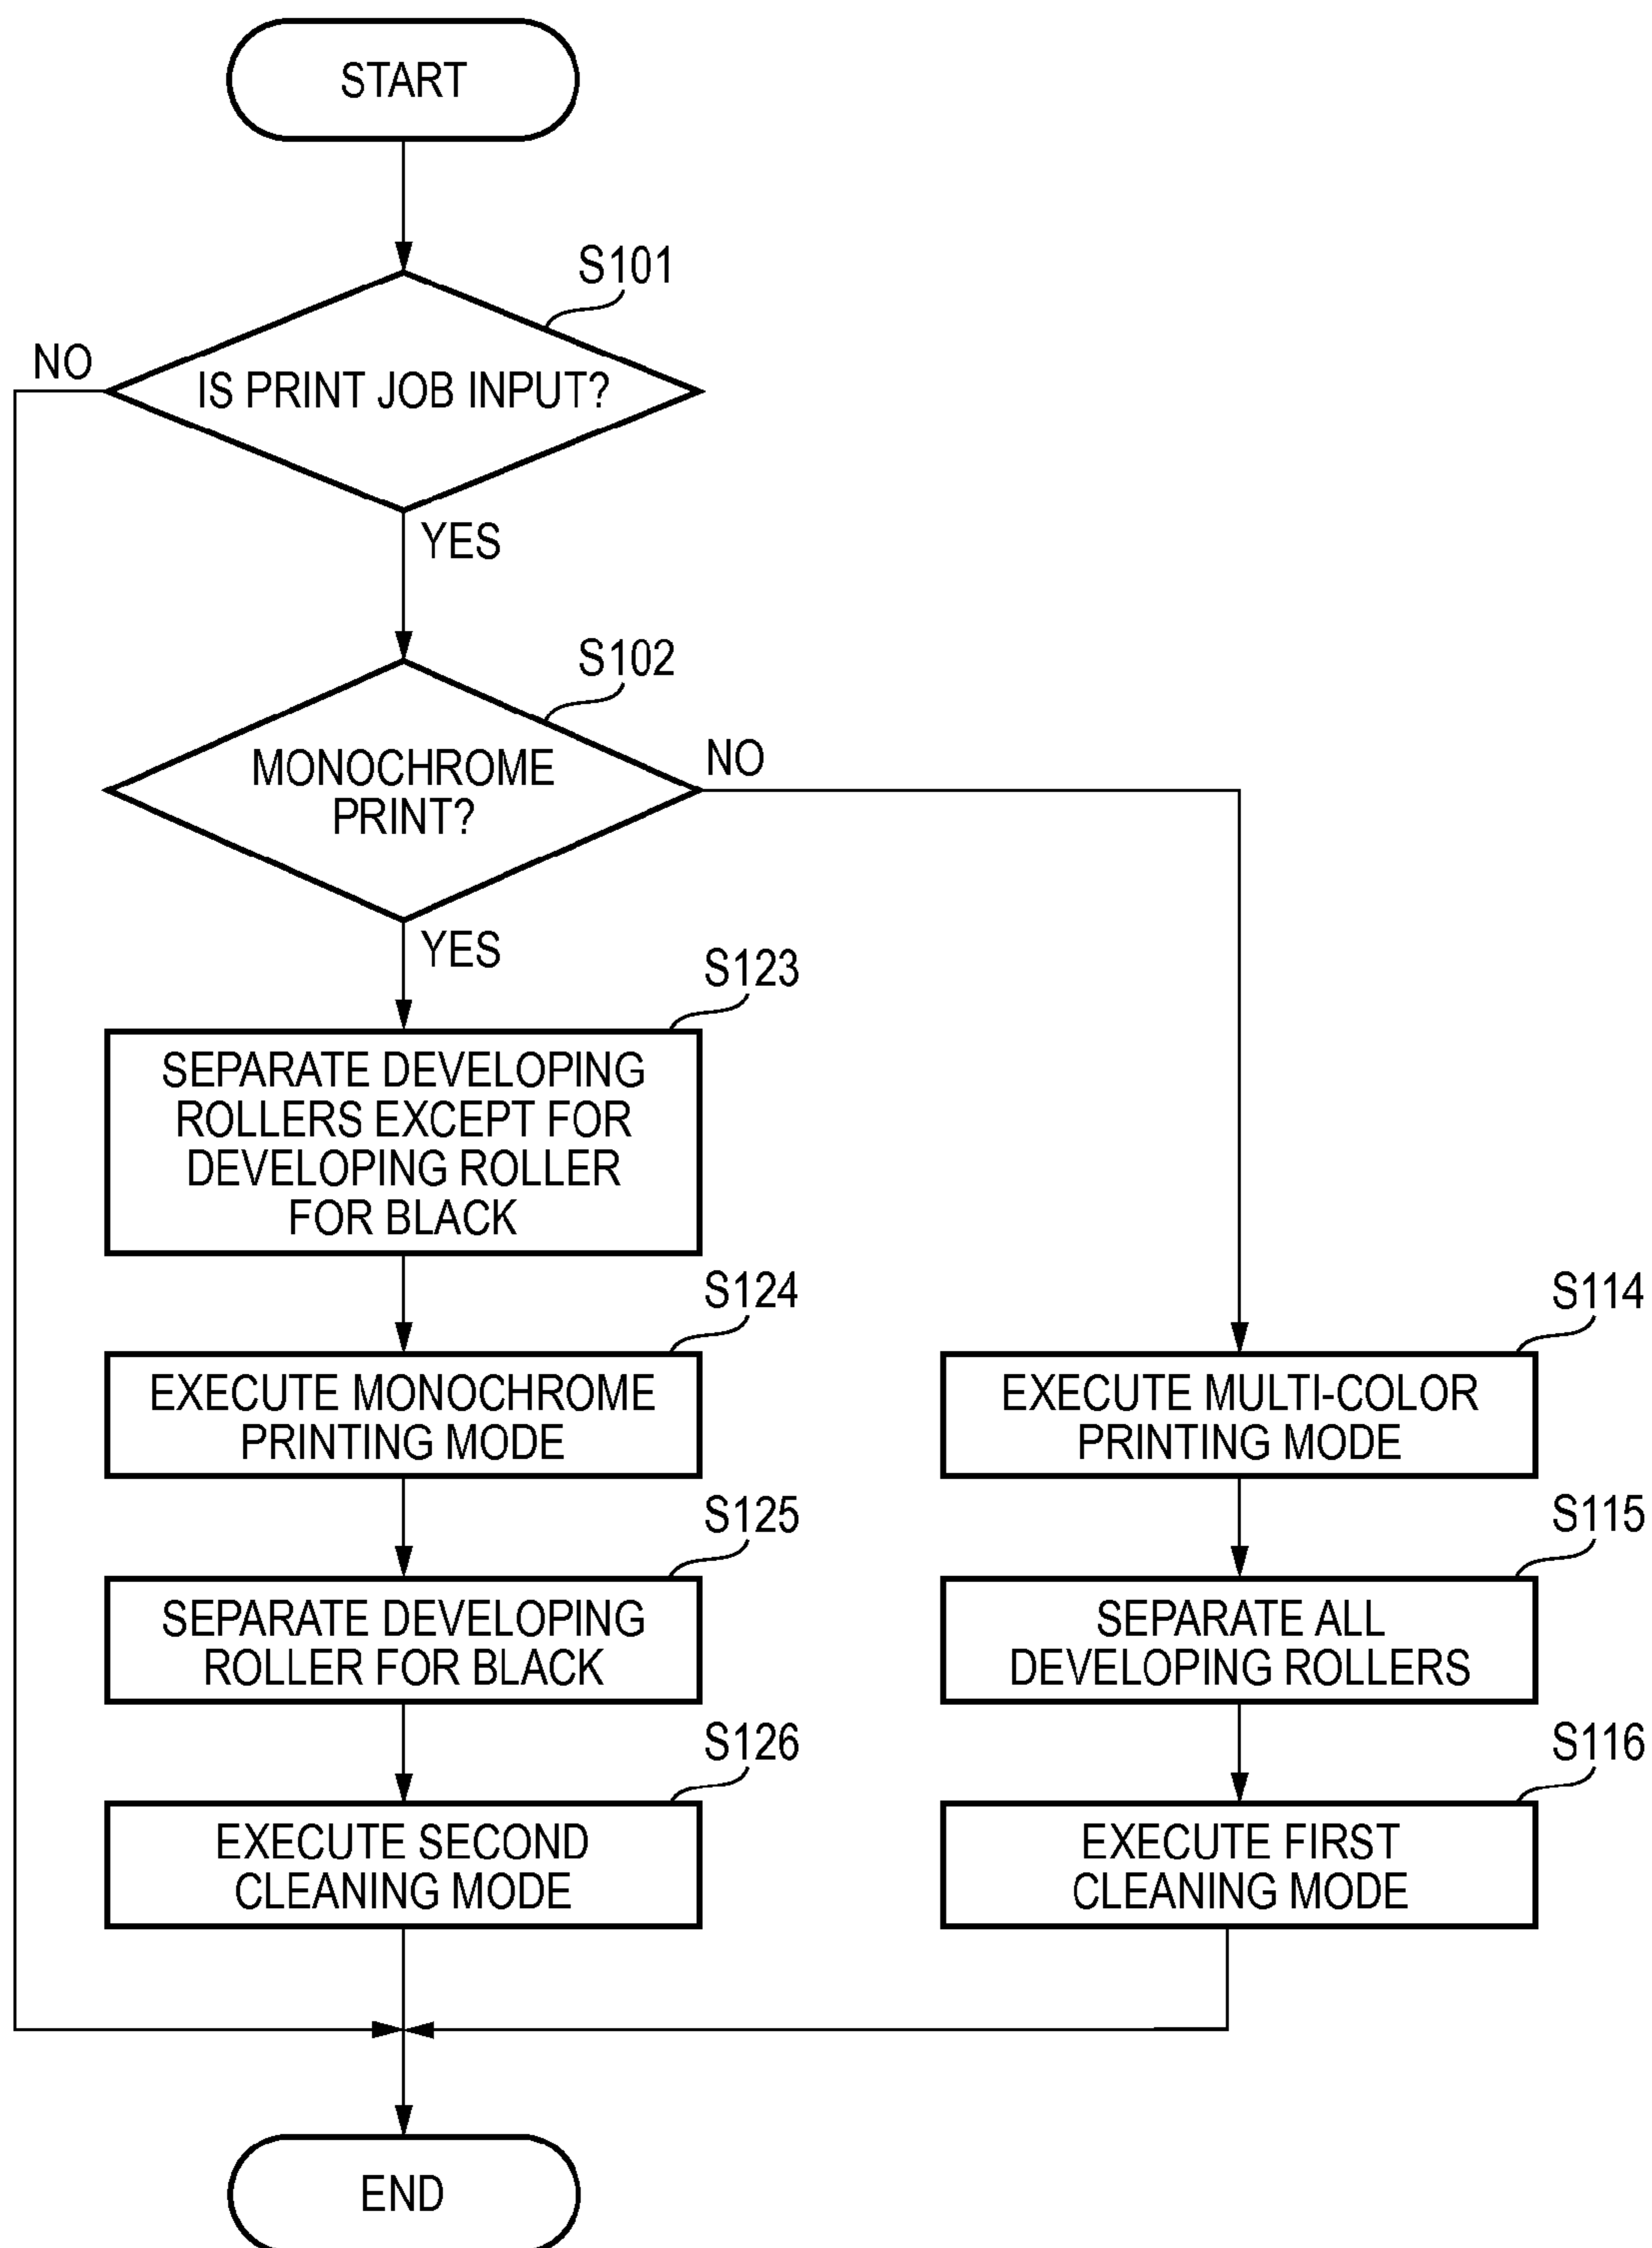 START
S101
NO
IS PRINT JOB INPUT?
YES
S102
MONOCHROME
PRINT?
NO
YES
S123
SEPARATE DEVELOPING
ROLLERS EXCEPT FOR
DEVELOPING ROLLER
FOR BLACK
S124
EXECUTE MONOCHROME
PRINTING MODE
S125
SEPARATE DEVELOPING
ROLLER FOR BLACK
S126
EXECUTE SECOND
CLEANING MODE
S114
EXECUTE MULTI-COLOR
PRINTING MODE
S115
SEPARATE ALL
DEVELOPING ROLLERS
S116
EXECUTE FIRST
CLEANING MODE
END